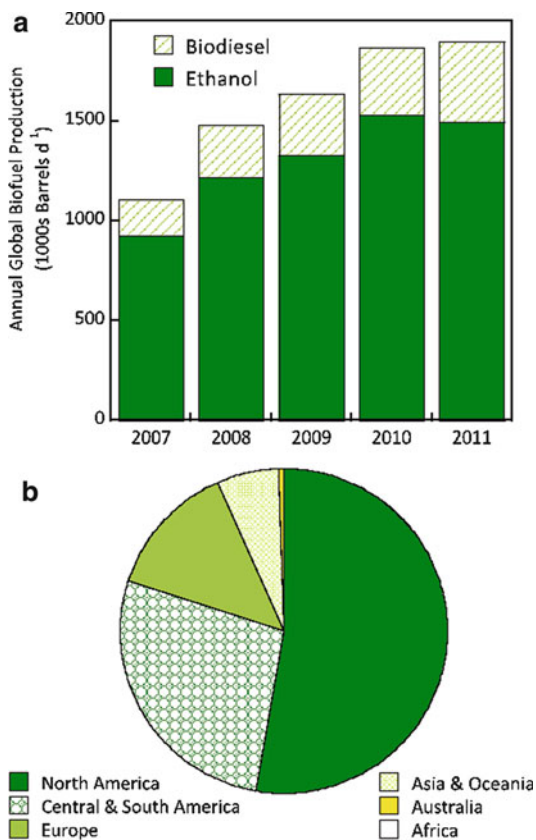 a
2000
Biodiesel
Ethanol
1500
1000
500
0
Annual Global Biofuel Production
(1000s Barrels d ¹)
2007 2008 2009 2010 2011
b
North America
Central & South America
Europe
Asia & Oceania
Australia
Africa